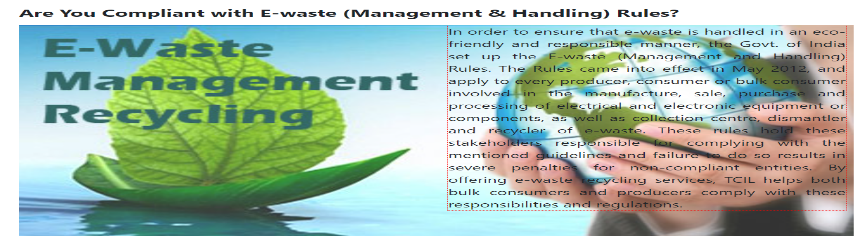 Are You Compliant with E-waste (Management & Handling) Rules?
E-Waste
Management
Recycling
In order to ensure that e-waste is handled in an eco-
friendly and responsible manner, the Govt. of India
set up the E-waste (Management and Handling)
Rules. The Rules came into effect in May 2012, and
apply to every producer, consumer or bulk consumer
involved in the manufacture, sale, purchase and
processing of electrical and electronic equipment or
components, as well as collection centre, dismantler
and recycler of e-waste. These rules hold these
stakeholders responsible for complying with the
mentioned guidelines and failure to do so results in
severe penalties for non-compliant entities. By
offering e-waste recycling services, TCIL helps both
bulk consumers and producers comply with these
responsibilities and regulations.